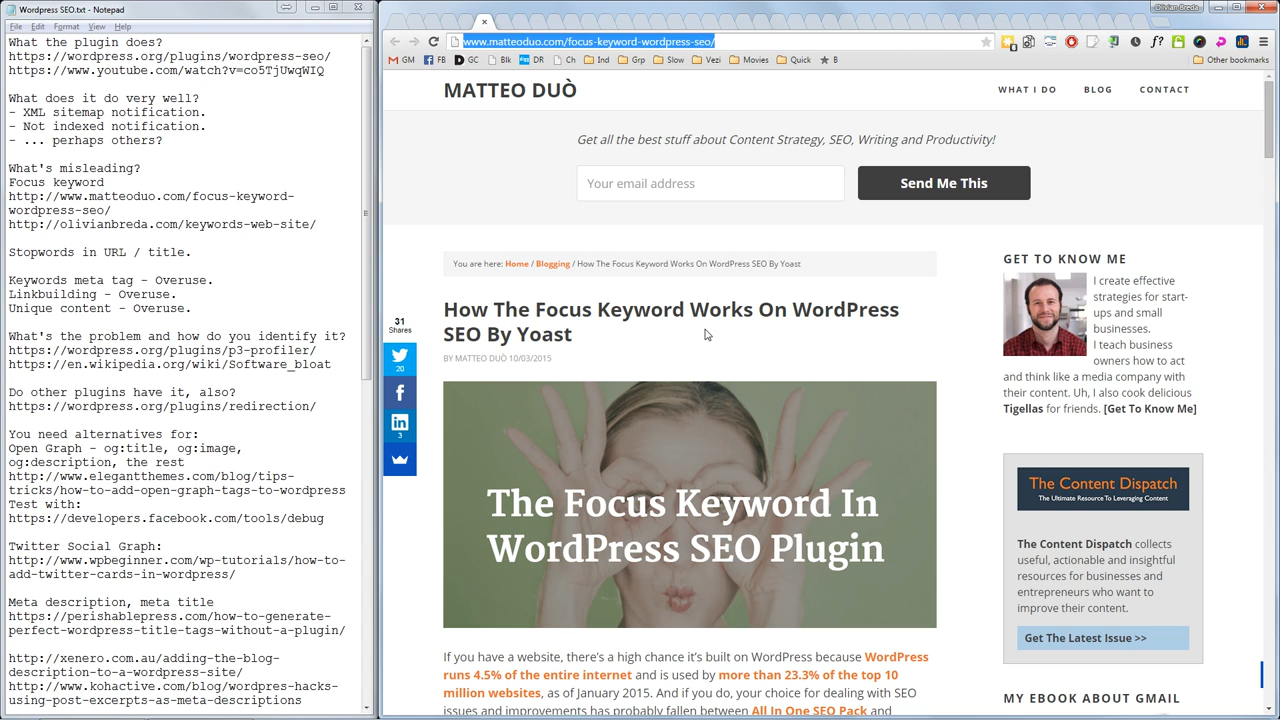 Wordpress SEO.txt - Notepad
File Edit Format View Help
What the plugin does?
https://wordpress.org/plugins/wordpress-seo/
https://www.youtube.com/watch?v=co5TjUwqWIQ
What does it do very well?
- XML sitemap notification.
- Not indexed notification.
- ... perhaps others?
What's misleading?
Focus keyword
http://www.matteoduo.com/focus-keyword-
wordpress-seo/
http://olivianbreda.com/keywords-web-site/
Stopwords in URL / title.
Keywords meta tag - Overuse.
Linkbuilding - Overuse.
Unique content - Overuse.
What's the problem and how do you identify it?
https://wordpress.org/plugins/p3-profiler/
https://en.wikipedia.org/wiki/Software_bloat
Do other plugins have it, also?
https://wordpress.org/plugins/redirection/
You need alternatives for:
Open Graph - og:title, og:image,
og:description, the rest
http://www.elegantthemes.com/blog/tips-
tricks/how-to-add-open-graph-tags-to-wordpress
Test with:
https://developers.facebook.com/tools/debug
Twitter Social Graph:
http://www.wpbeginner.com/wp-tutorials/how-to-
add-twitter-cards-in-wordpress/
Meta description, meta title
https://perishablepress.com/how-to-generate-
perfect-wordpress-title-tags-without-a-plugin/
http://xenero.com.au/adding-the-blog-
description-to-a-wordpress-site/
http://www.kohactive.com/blog/wordpres-hacks-
using-post-excerpts-as-meta-descriptions
Olivian Breda
www.matteoduo.com/focus-keyword-wordpress-seo/
GM FB GC Blk DR Ch Ind Grp Slow Vezi Movies Quick B Other bookmarks
MATTEO DUÒ
WHAT I DO BLOG CONTACT
Get all the best stuff about Content Strategy, SEO, Writing and Productivity!
Your email address
Send Me This
You are here: Home / Blogging / How The Focus Keyword Works On WordPress SEO By Yoast
How The Focus Keyword Works On WordPress
SEO By Yoast
BY MATTEO DUÒ 10/03/2015
31
Shares
20
3
The Focus Keyword In
WordPress SEO Plugin
If you have a website, there's a high chance it's built on WordPress because WordPress
runs 4.5% of the entire internet and is used by more than 23.3% of the top 10
million websites, as of January 2015. And if you do, your choice for dealing with SEO
issues and improvements has probably fallen between All In One SEO Pack and
GET TO KNOW ME
I create effective
strategies for start-
ups and small
businesses.
I teach business
owners how to act
and think like a media company with
their content. Uh, I also cook delicious
Tigellas for friends. [Get To Know Me]
The Content Dispatch
The Ultimate Resource To Leveraging Content
The Content Dispatch collects
useful, actionable and insightful
resources for businesses and
entrepreneurs who want to
improve their content.
Get The Latest Issue >>
MY EBOOK ABOUT GMAIL